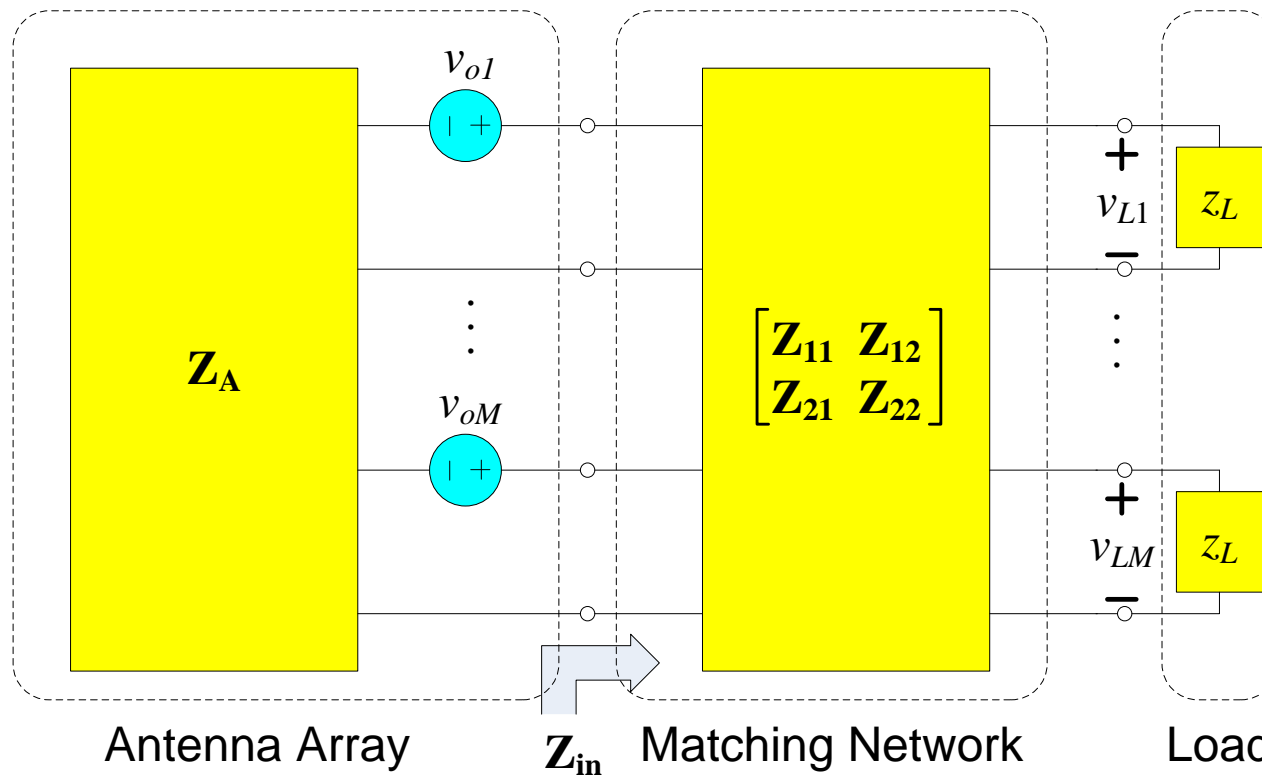 v_{o1}
+
v_{L1}
−
z_L
Z_A
[Z_{11} Z_{12}
Z_{21} Z_{22}]
v_{oM}
+
v_{LM}
−
z_L
Antenna Array
Z_{in}
Matching Network
Load